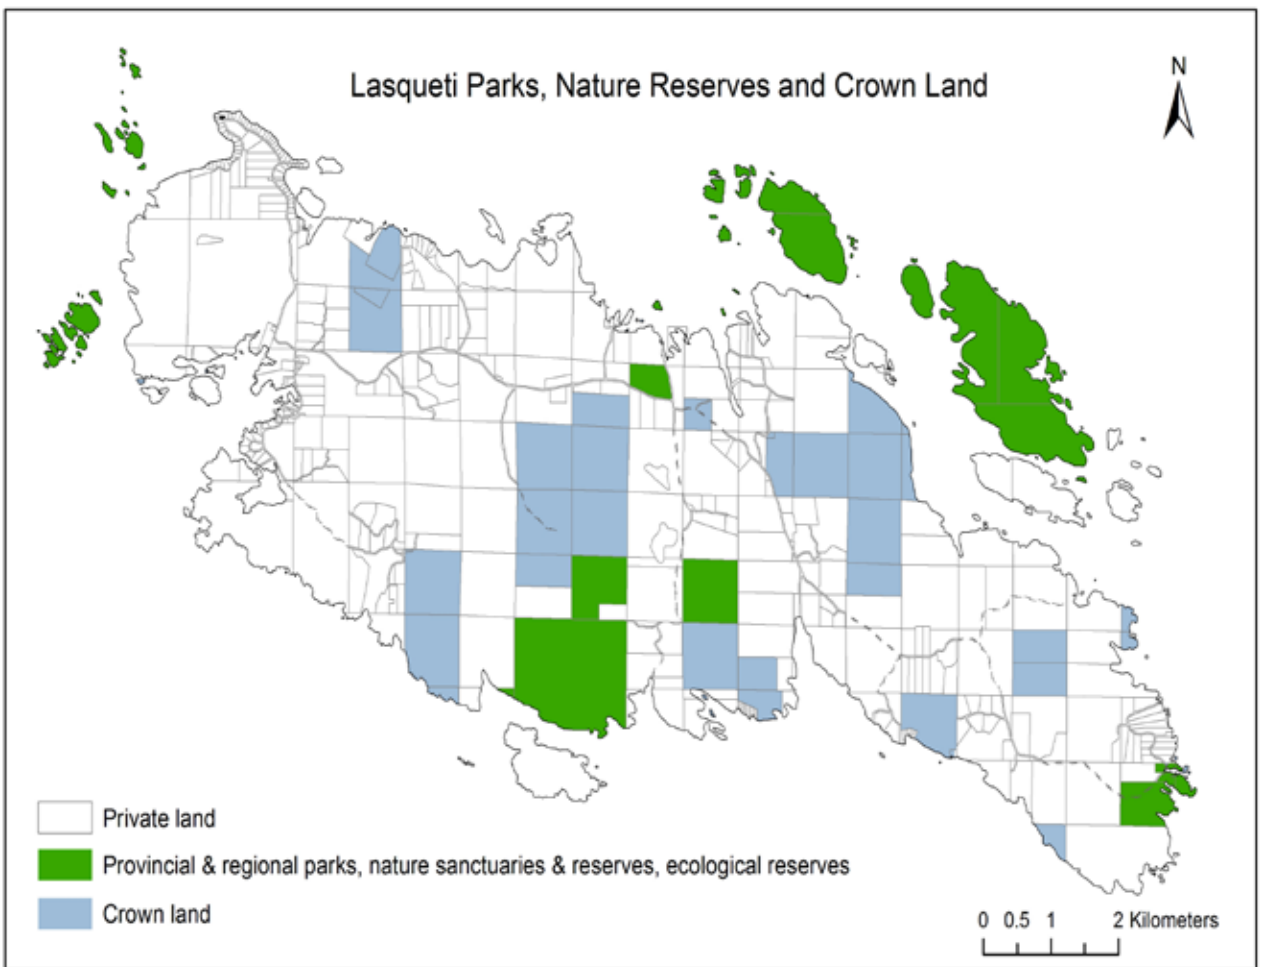 Lasqueti Parks, Nature Reserves and Crown Land
N
Private land
Provincial & regional parks, nature sanctuaries & reserves, ecological reserves
Crown land
0 0.5 1 2 Kilometers